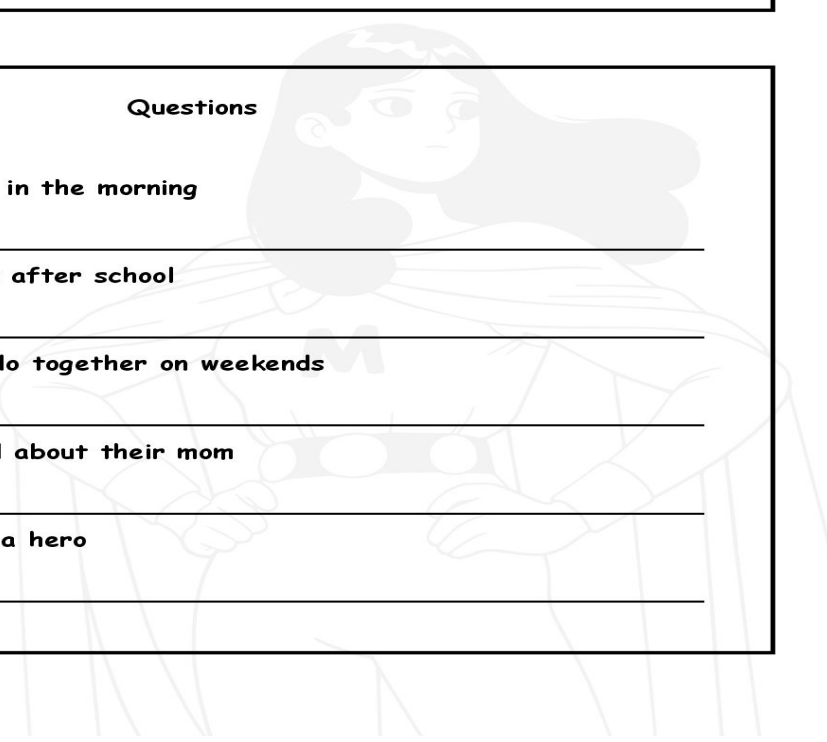 Questions
in the morning
after school
together on weekends
about their mom
a hero
M